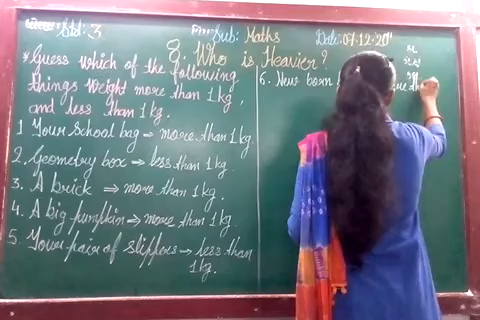 Std: 3
Sub: Maths
Date: 07.12.20
8. Who is Heavier?
* Guess which of the following
things weight more than 1 kg,
and less than 1 kg.
1 Your School bag ⇒ more than 1 kg.
2. Geometry box ⇒ less than 1 kg.
3. A brick ⇒ more than 1 kg.
4. A big pumpkin → more than 1 kg
5. Your pair of slippers → less than
1 kg.
6. New born